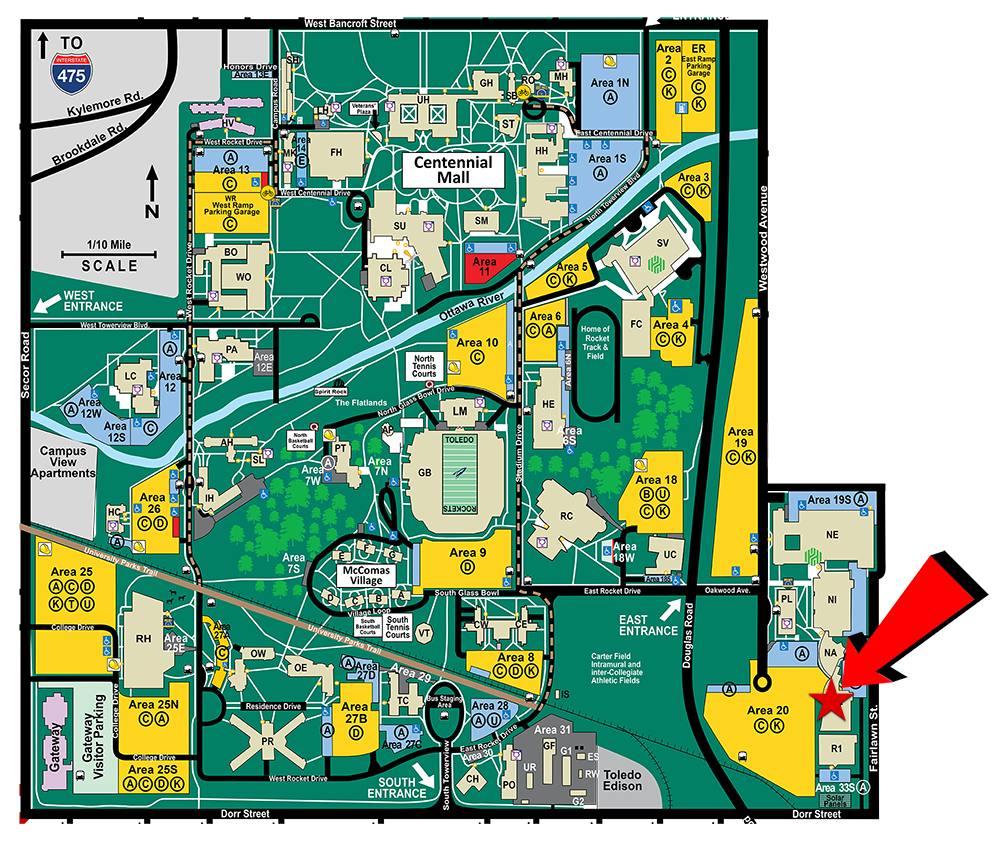 West Bancroft Street
ENTRANCE
TO
INTERSTATE
475
Kylemore Rd.
Brookdale Rd.
N
1/10 Mile
SCALE
WEST
ENTRANCE
Secor Road
Honors Drive
Area 13E
Campus Road
SH
HV
West Rocket Drive
A
Area 13
C
WR
West Ramp
Parking Garage
C
MK
Area
14
E
FH
Veterans'
Plaza
UH
GH
SB
RO
MH
ST
HH
Area 1N
A
Area
2
C
K
ER
East Ramp
Parking
Garage
C
K
East Centennial Drive
Area 1S
A
Centennial
Mall
West Centennial Drive
North Towerview Blvd
Area 3
C K
Westwood Avenue
SU
SM
CL
Area
11
BO
WO
West Rocket Drive
SV
Area 5
C K
Ottawa River
West Towerview Blvd.
Area 6
C A
Home of
Rocket
Track &
Field
FC
Area 4
C K
PA
Area
12E
A
Area
12
LC
A
Area
12W
Area
12S
C
North
Tennis
Courts
Area 10
C
A
Area 6N
Spirit Rock
The Flatlands
North Glass Bowl Drive
LM
HE
Area
6S
Stadium Drive
Area
19
C K
Campus
View
Apartments
AH
SL
North
Basketball
Courts
PT
AP
Area
7N
A
Area
7W
GB
TOLEDO
ROCKETS
Area
26
C D
HC
IH
RC
Area 18
B U
C K
Area
18W
UC
Area 18S
Area 19S A
NE
NI
PL
NA
A
University Parks Trail
Area
7S
McComas
Village
Area 9
D
South Glass Bowl
East Rocket Drive
Oakwood Ave.
Area 25
A C D
K T U
College Drive
RH
Area
25E
Village Loop
South
Basketball
Courts
South
Tennis
Courts
VT
CW
CE
EAST
ENTRANCE
Douglas Road
University Parks Trail
Area
27A
C
OW
OE
A
Area
27D
Area 29
Area 8
C D K
Carter Field
Intramural and
inter-Collegiate
Athletic Fields
IS
Gateway
Gateway
Visitor Parking
College Drive
Area 25N
C A
Residence Drive
PR
Area
27B
D
TC
A
Area
27C
Bus Staging
Area
Area 28
A U
East Rocket Drive
Area 30
Area 31
GF
G1
ES
UR
RW
G2
PO
CH
Toledo
Edison
A
Area 20
C K
R1
Area 33S A
Solar
Panels
Fairlawn St.
College Drive
Area 25S
A C D K
West Rocket Drive
SOUTH
ENTRANCE
South Towerview
Dorr Street
Dorr Street